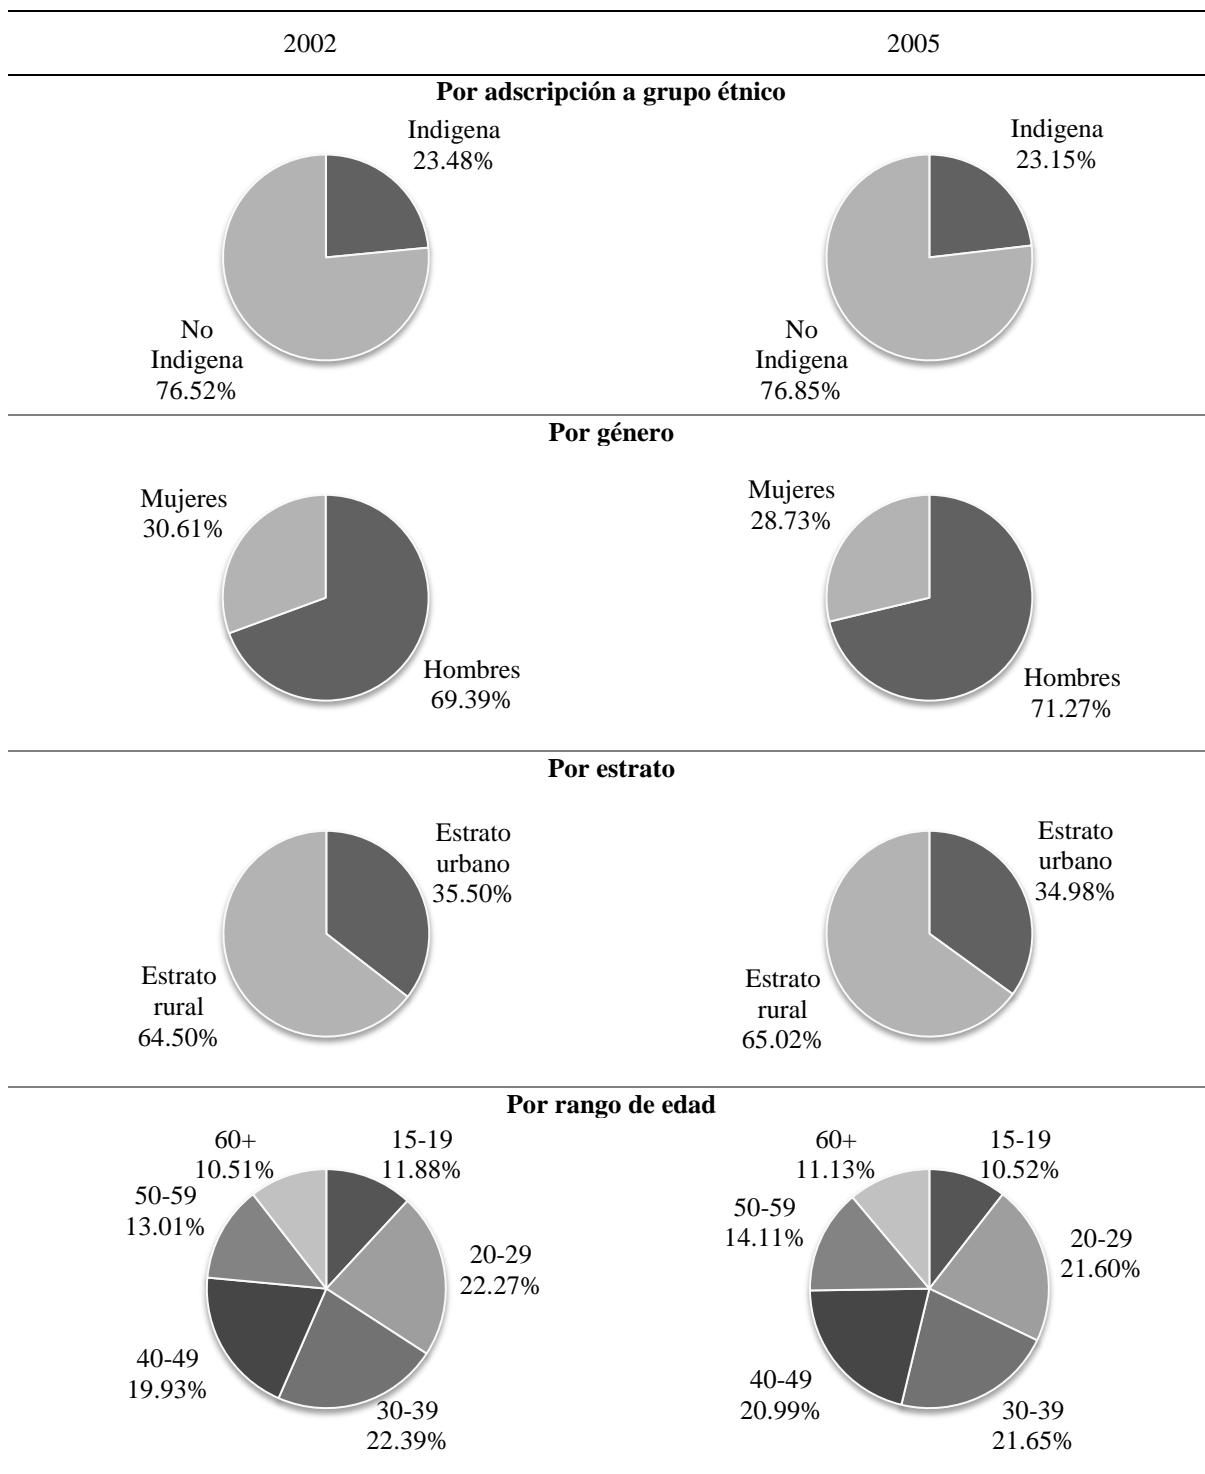 2002
2005
Por adscripción a grupo étnico
Indigena
23.48%
No
Indigena
76.52%
Indigena
23.15%
No
Indigena
76.85%
Por género
Mujeres
30.61%
Hombres
69.39%
Mujeres
28.73%
Hombres
71.27%
Por estrato
Estrato
urbano
35.50%
Estrato
rural
64.50%
Estrato
urbano
34.98%
Estrato
rural
65.02%
Por rango de edad
60+
10.51%
15-19
11.88%
50-59
13.01%
20-29
22.27%
40-49
19.93%
30-39
22.39%
60+
11.13%
15-19
10.52%
50-59
14.11%
20-29
21.60%
40-49
20.99%
30-39
21.65%